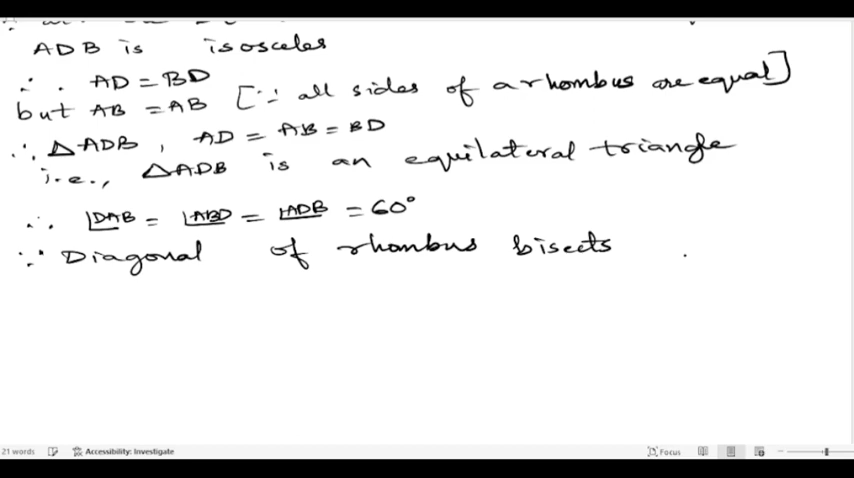 ADB is isosceles
∴ AD = BD
but AB = AB [∵ all sides of a rhombus are equal]
∴ △ADB, AD = AB = BD
i.e., △ADB is an equilateral triangle
∴ ∠DAB = ∠ABD = ∠ADB = 60°
∵ Diagonal of rhombus bisects
21 words Accessibility: Investigate Focus